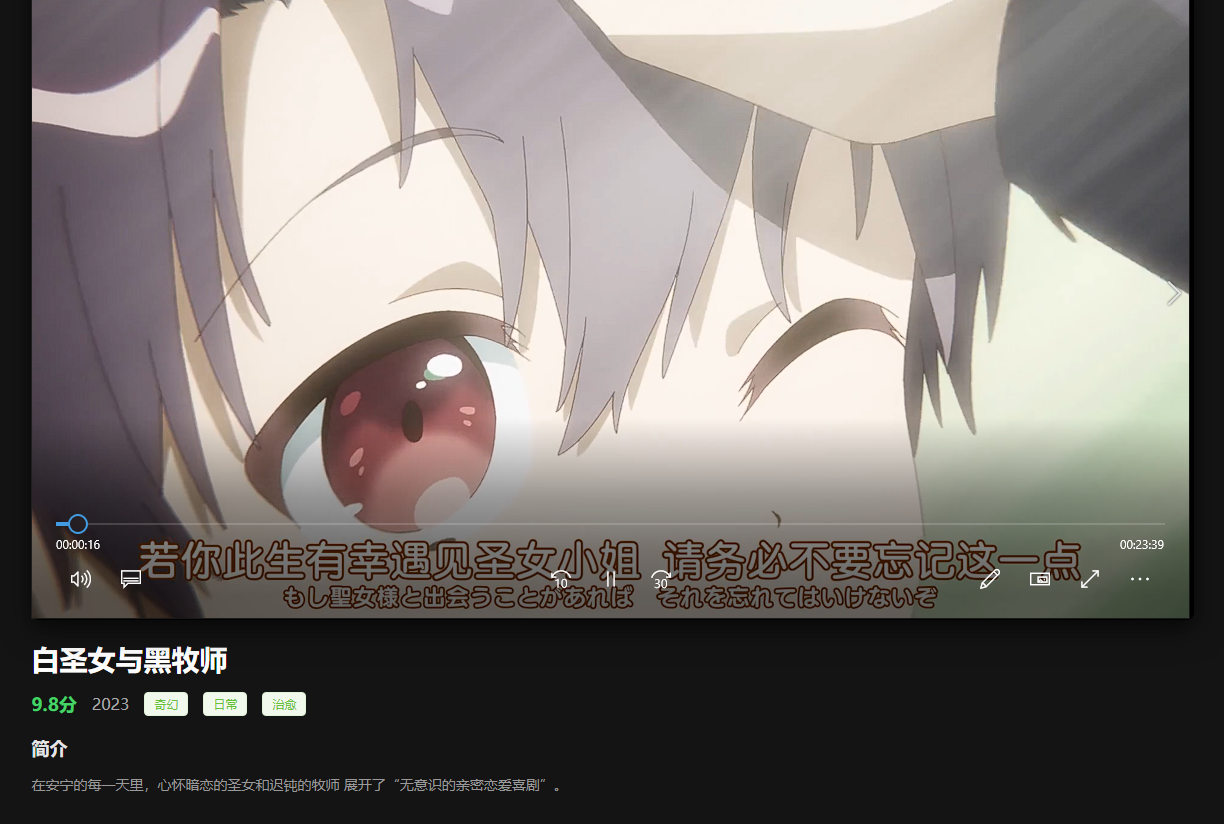 00:00:16
00:23:39
若你此生有幸遇见圣女小姐 请务必不要忘记这一点
10
30
もし聖女様と出会うことがあれば それを忘れてはいけないぞ
白圣女与黑牧师
9.8分 2023 奇幻 日常 治愈
简介
在安宁的每一天里，心怀暗恋的圣女和迟钝的牧师 展开了“无意识的亲密恋爱喜剧”。